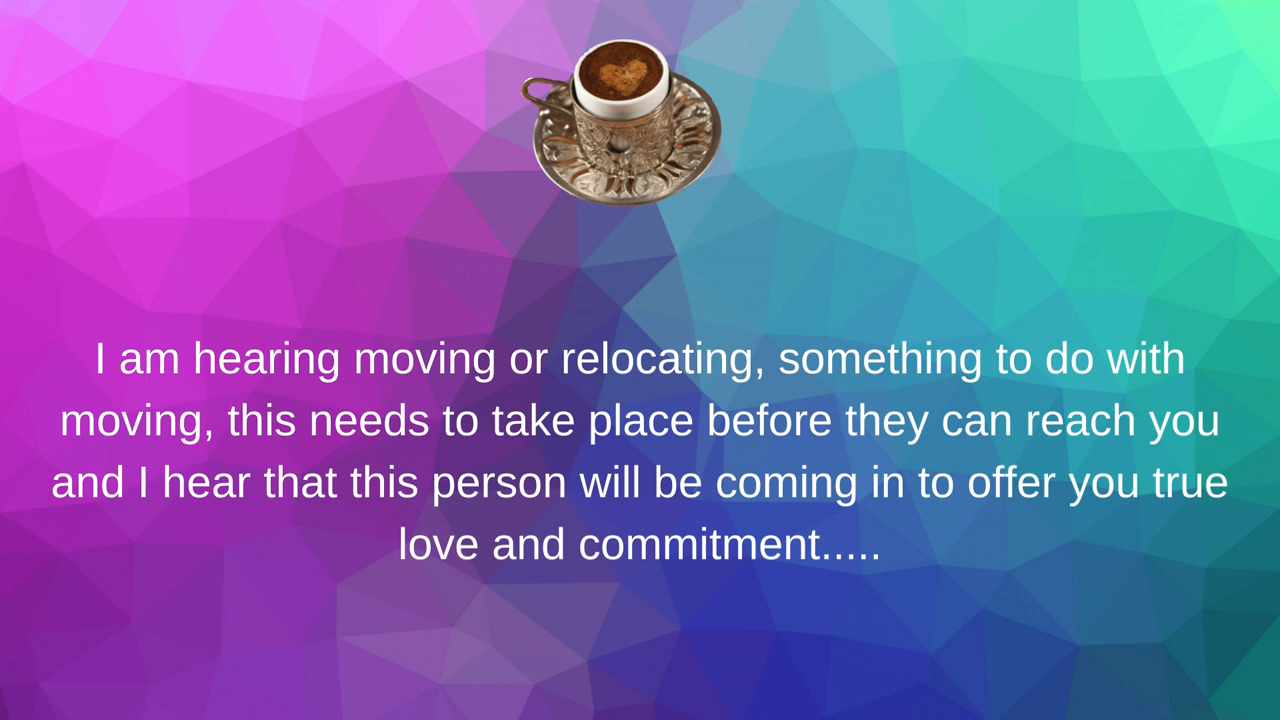 I am hearing moving or relocating, something to do with
moving, this needs to take place before they can reach you
and I hear that this person will be coming in to offer you true
love and commitment.....